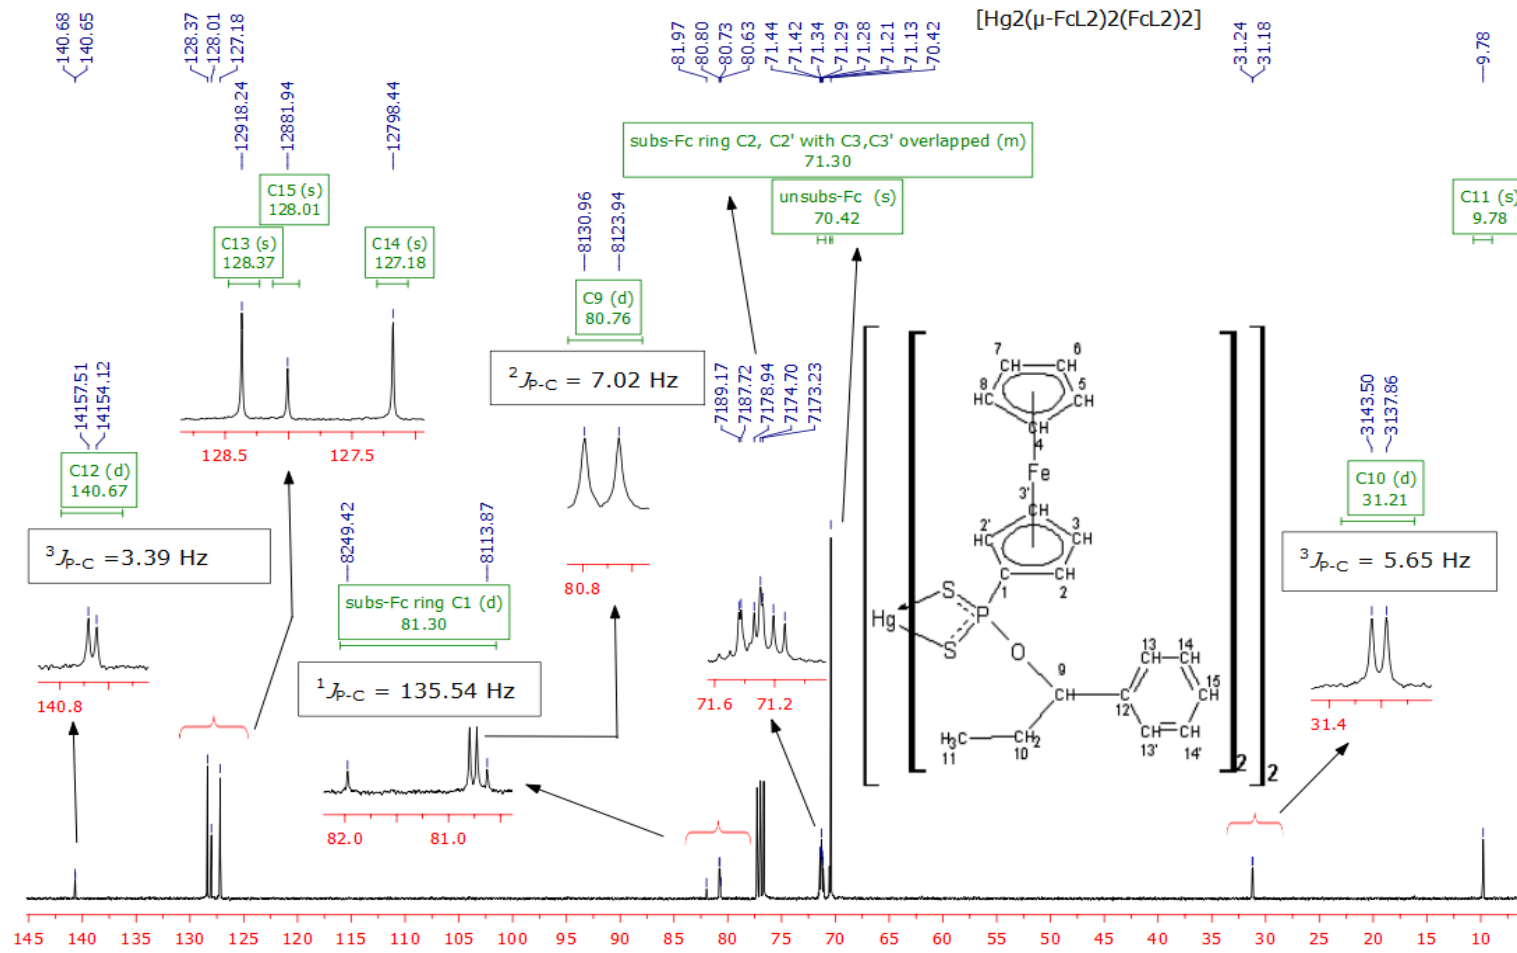 [Hg2(μ-FcL2)2(FcL2)2]
140.68
140.65
128.37
128.01
127.18
81.97
80.80
80.73
80.63
71.44
71.42
71.34
71.29
71.28
71.21
71.13
70.42
31.24
31.18
9.78
12918.24
12881.94
12798.44
subs-Fc ring C2, C2' with C3,C3' overlapped (m)
71.30
unsubs-Fc (s)
70.42
C11 (s)
9.78
C15 (s)
128.01
C13 (s)
128.37
C14 (s)
127.18
8130.96
8123.94
C9 (d)
80.76
2JP-C = 7.02 Hz
14157.51
14154.12
C12 (d)
140.67
3JP-C =3.39 Hz
128.5
127.5
7189.17
7187.72
7178.94
7174.70
7173.23
3143.50
3137.86
C10 (d)
31.21
3JP-C = 5.65 Hz
8249.42
8113.87
subs-Fc ring C1 (d)
81.30
1JP-C = 135.54 Hz
80.8
140.8
82.0
81.0
71.6
71.2
31.4
7
CH
HC
6
8
HC
5
CH
CH
4
Fe
3'
CH
2'
HC
3
CH
1
CH
2
Hg
S
S
P
O
9
CH
13
CH
14
CH
15
CH
12
CH
13'
CH
14'
H3C
11
CH2
10
2
2
145 140 135 130 125 120 115 110 105 100 95 90 85 80 75 70 65 60 55 50 45 40 35 30 25 20 15 10